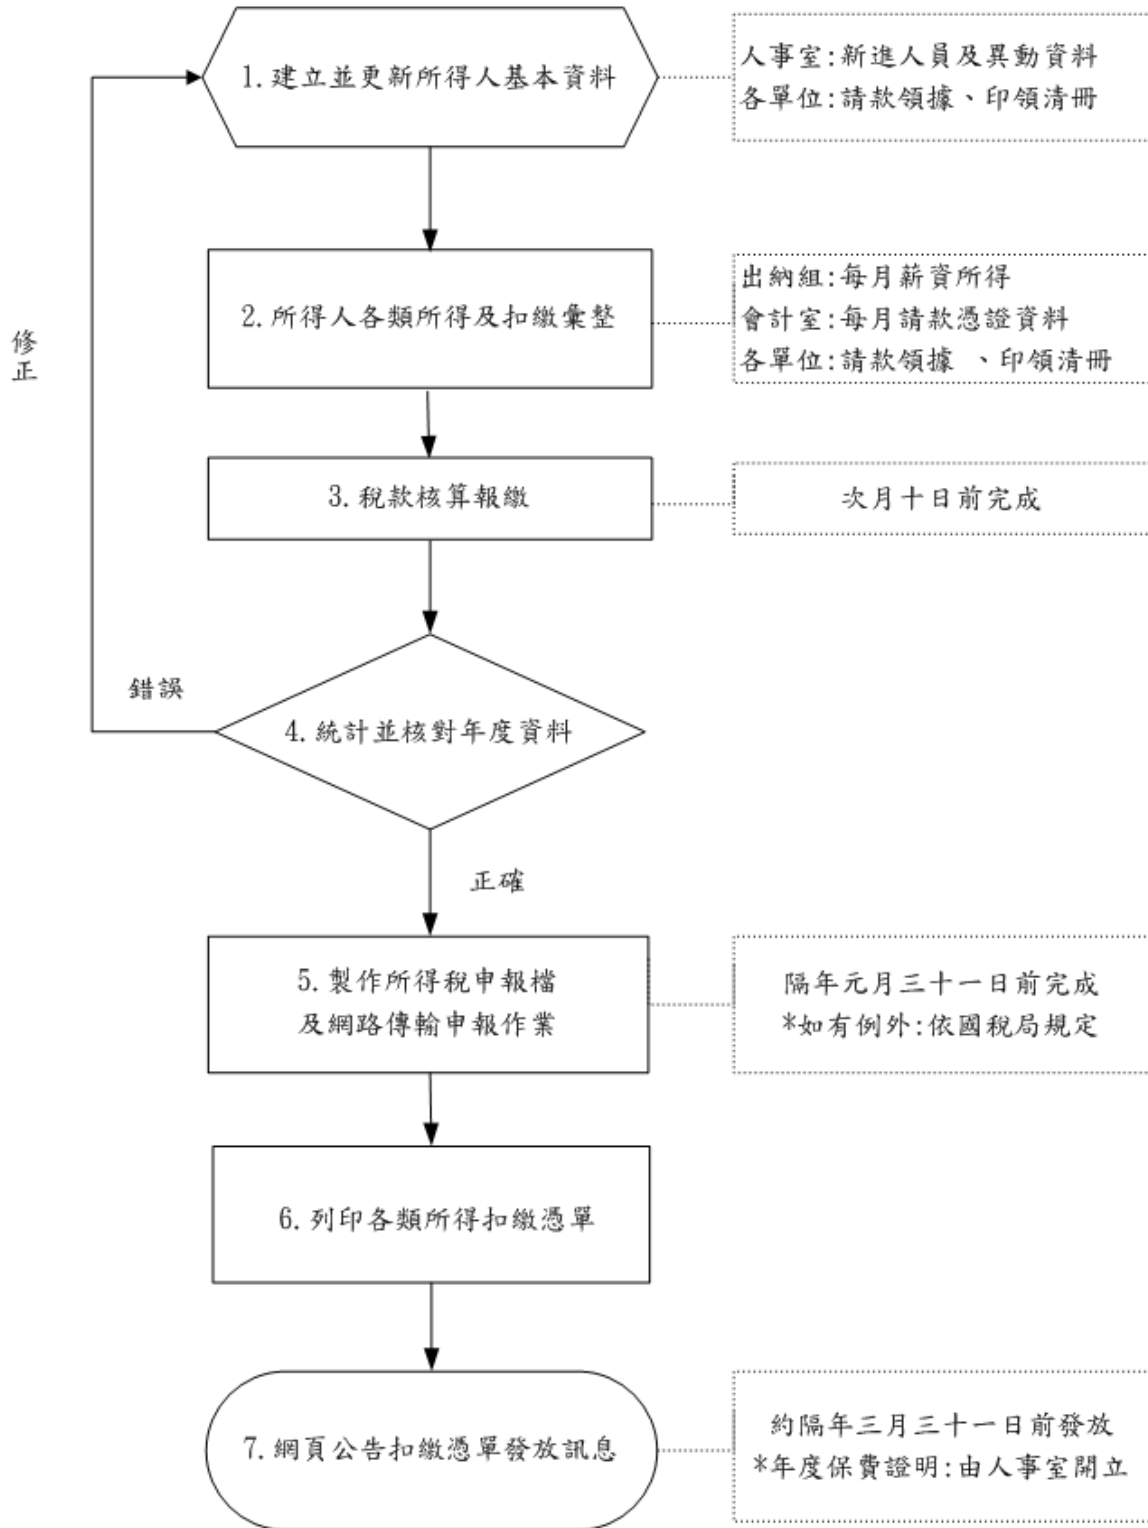 1.建立並更新所得人基本資料
人事室:新進人員及異動資料
各單位:請款領據、印領清冊
2.所得人各類所得及扣繳彙整
出納組:每月薪資所得
會計室:每月請款憑證資料
各單位:請款領據 、印領清冊
修
正
3.稅款核算報繳
次月十日前完成
錯誤
4.統計並核對年度資料
正確
5.製作所得稅申報檔
及網路傳輸申報作業
隔年元月三十一日前完成
*如有例外:依國稅局規定
6.列印各類所得扣繳憑單
7.網頁公告扣繳憑單發放訊息
約隔年三月三十一日前發放
*年度保費證明:由人事室開立